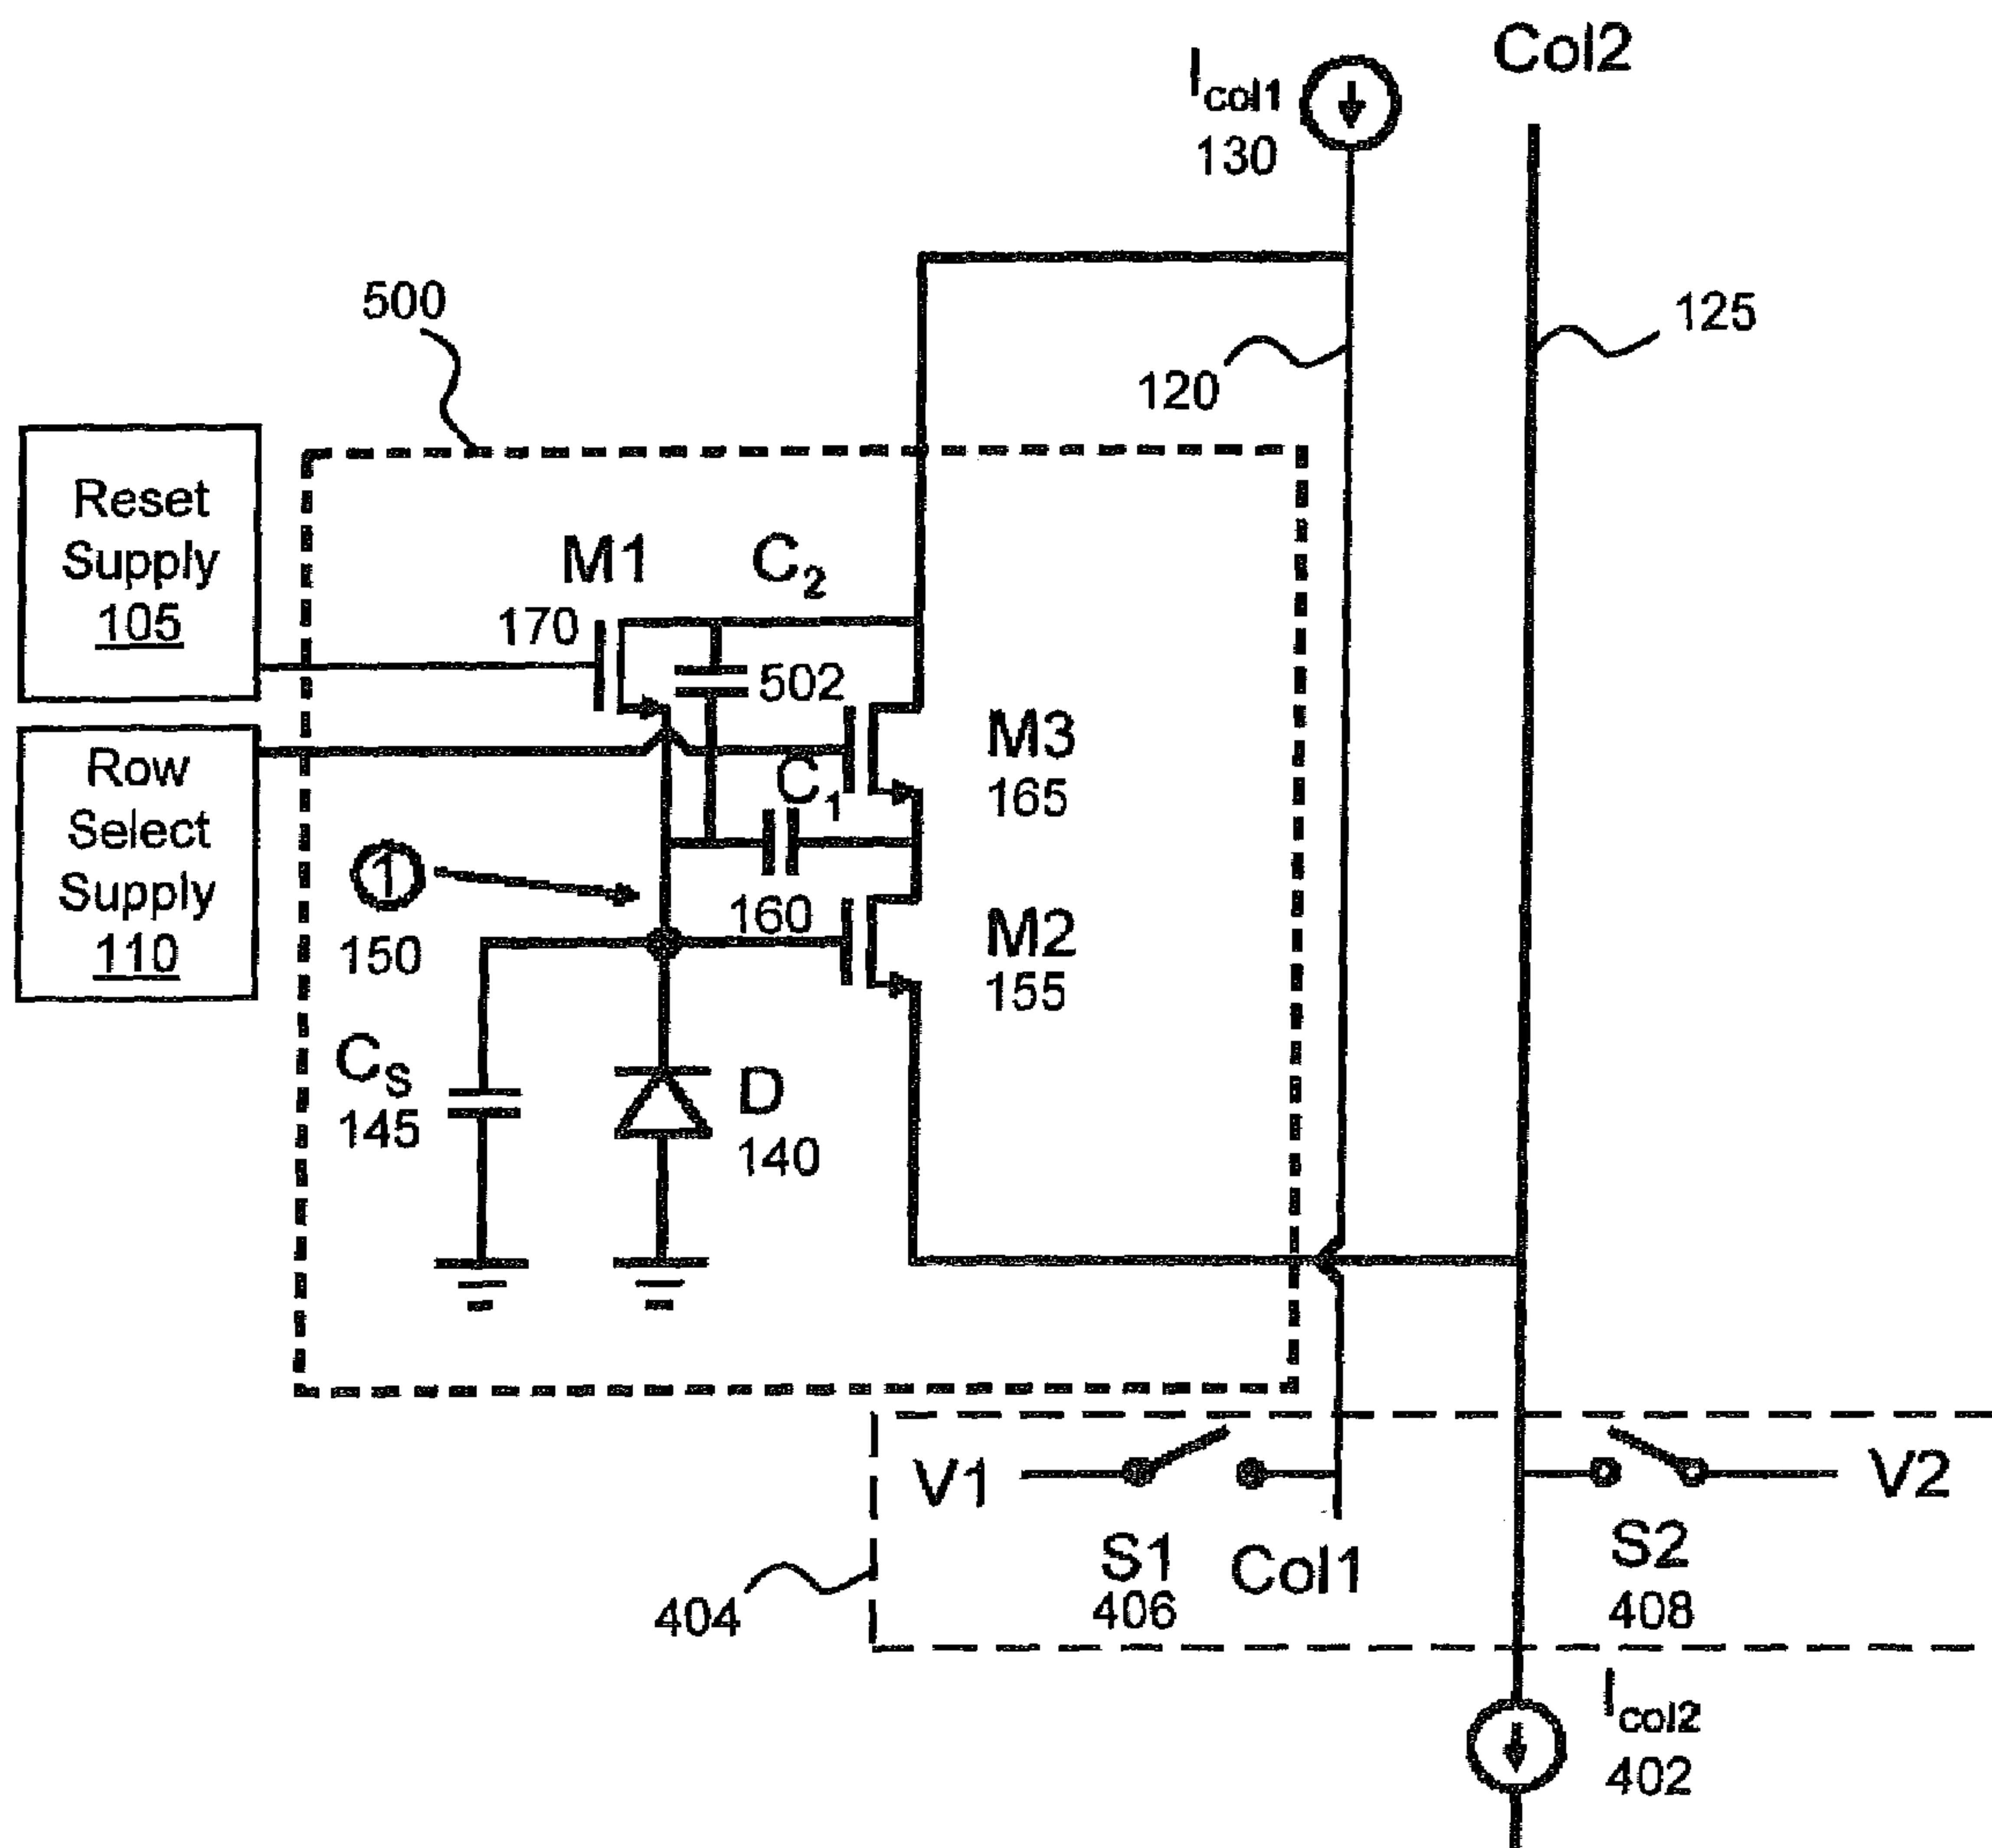 Col2
Icol1
130
500
125
120
Reset
Supply
105
M1
C2
170
502
Row
Select
Supply
110
M3
165
C1
1
150
160
M2
155
CS
145
D
140
V1
V2
S1
406
Col1
S2
408
404
Icol2
402